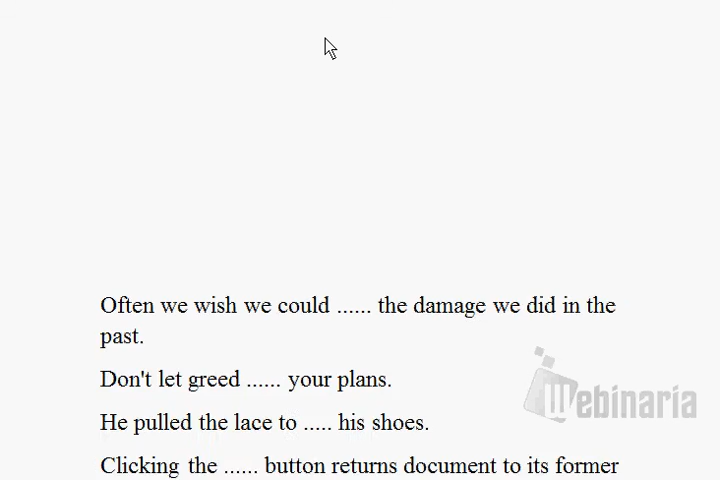 Often we wish we could ...... the damage we did in the
past.
Don't let greed ...... your plans.
He pulled the lace to ..... his shoes.
Clicking the ...... button returns document to its former
Webinaria